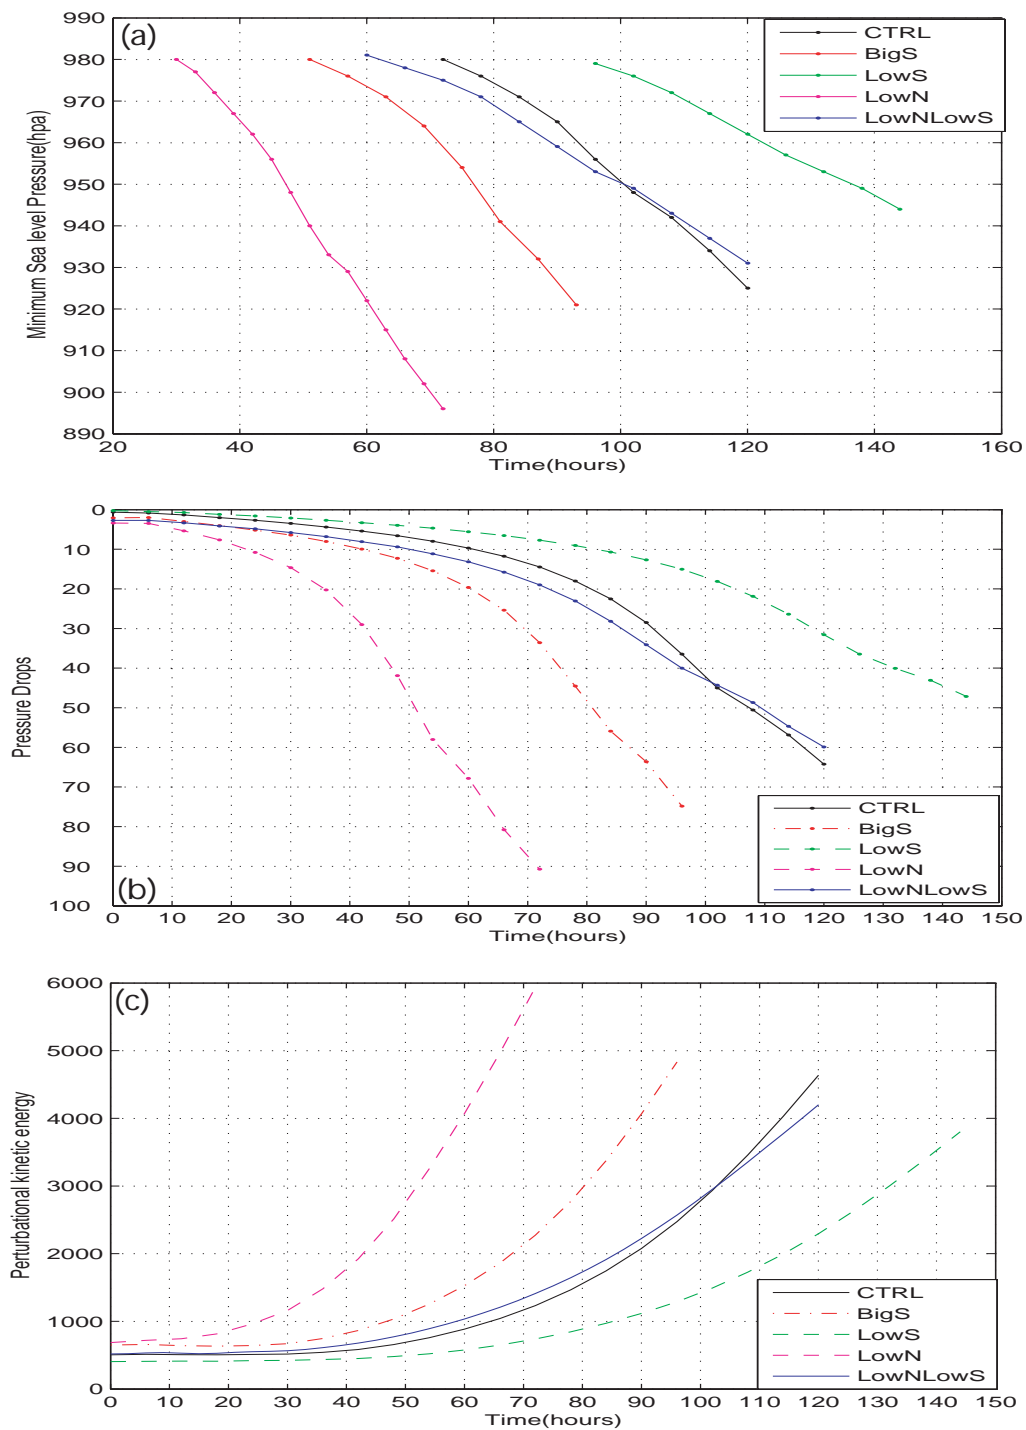 (a)
990
980
970
960
950
940
930
920
910
900
890
Minimum Sea level Pressure(hpa)
CTRL
BigS
LowS
LowN
LowNLowS
20 40 60 80 100 120 140 160
Time(hours)
0
10
20
30
40
50
60
70
80
90
100
Pressure Drops
CTRL
BigS
LowS
LowN
LowNLowS
(b)
0 10 20 30 40 50 60 70 80 90 100 110 120 130 140 150
Time(hours)
(c)
6000
5000
4000
3000
2000
1000
0
Perturbational kinetic energy
CTRL
BigS
LowS
LowN
LowNLowS
0 10 20 30 40 50 60 70 80 90 100 110 120 130 140 150
Time(hours)